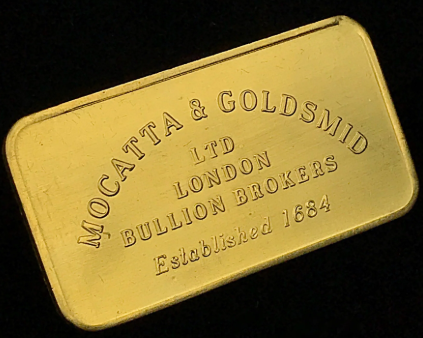 MOCATTA & GOLDSMID
LTD
LONDON
BULLION BROKERS
Established 1684